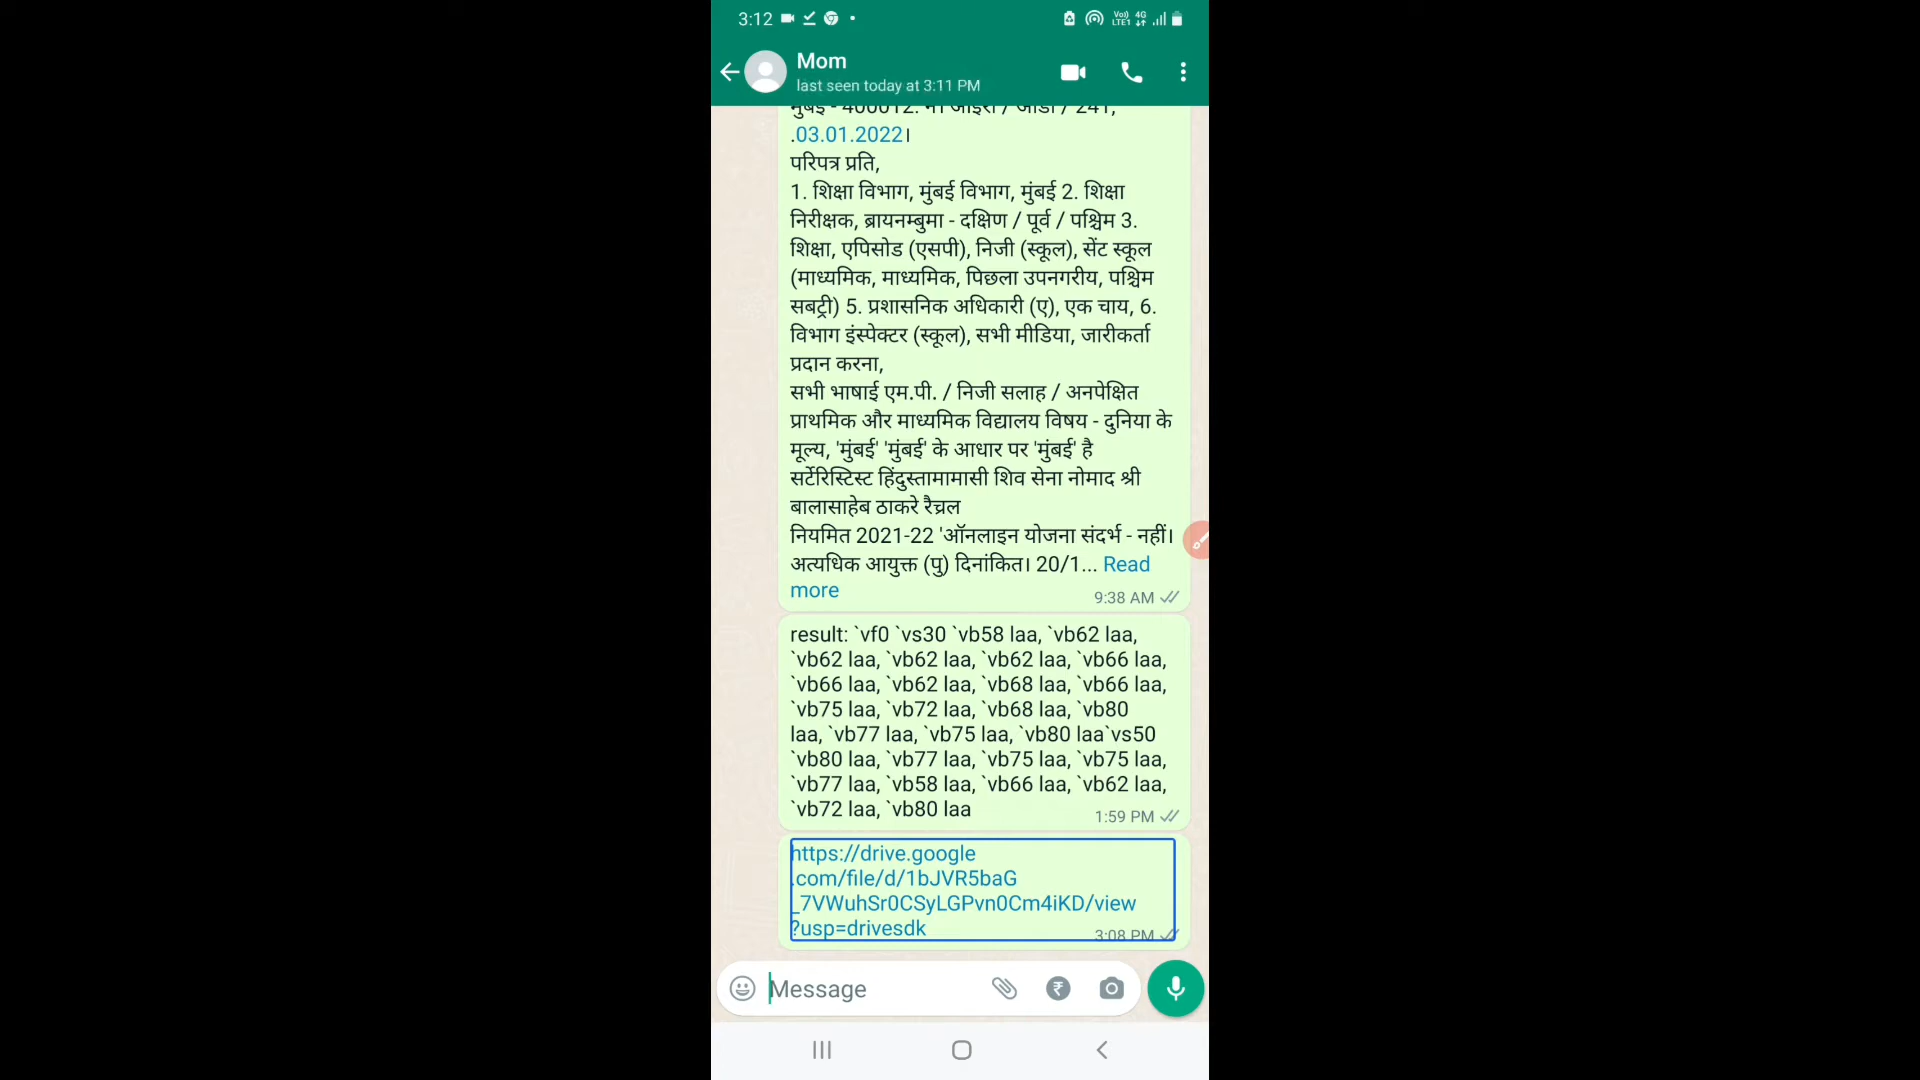 3:12
Vo)) LTE1 4G
Mom
last seen today at 3:11 PM
मुंबई - 400012. / 241,
.03.01.2022।
परिपत्र प्रति,
1. शिक्षा विभाग, मुंबई विभाग, मुंबई 2. शिक्षा
निरीक्षक, ब्रायनम्बुमा - दक्षिण / पूर्व / पश्चिम 3.
शिक्षा, एपिसोड (एसपी), निजी (स्कूल), सेंट स्कूल
(माध्यमिक, माध्यमिक, पिछला उपनगरीय, पश्चिम
सबट्री) 5. प्रशासनिक अधिकारी (ए), एक चाय, 6.
विभाग इंस्पेक्टर (स्कूल), सभी मीडिया, जारीकर्ता
प्रदान करना,
सभी भाषाई एम.पी. / निजी सलाह / अनपेक्षित
प्राथमिक और माध्यमिक विद्यालय विषय - दुनिया के
मूल्य, 'मुंबई' 'मुंबई' के आधार पर 'मुंबई' है
सर्टेरिस्टिस्ट हिंदुस्तामामासी शिव सेना नोमाद श्री
बालासाहेब ठाकरे रैच्रल
नियमित 2021-22 'ऑनलाइन योजना संदर्भ - नहीं।
अत्यधिक आयुक्त (पु) दिनांकित। 20/1... Read
more
9:38 AM
result: `vf0 `vs30 `vb58 laa, `vb62 laa,
`vb62 laa, `vb62 laa, `vb62 laa, `vb66 laa,
`vb66 laa, `vb62 laa, `vb68 laa, `vb66 laa,
`vb75 laa, `vb72 laa, `vb68 laa, `vb80
laa, `vb77 laa, `vb75 laa, `vb80 laa`vs50
`vb80 laa, `vb77 laa, `vb75 laa, `vb75 laa,
`vb77 laa, `vb58 laa, `vb66 laa, `vb62 laa,
`vb72 laa, `vb80 laa
1:59 PM
https://drive.google
.com/file/d/1bJVR5baG
_7VWuhSr0CSyLGPvn0Cm4iKD/view
?usp=drivesdk
3:08 PM
Message